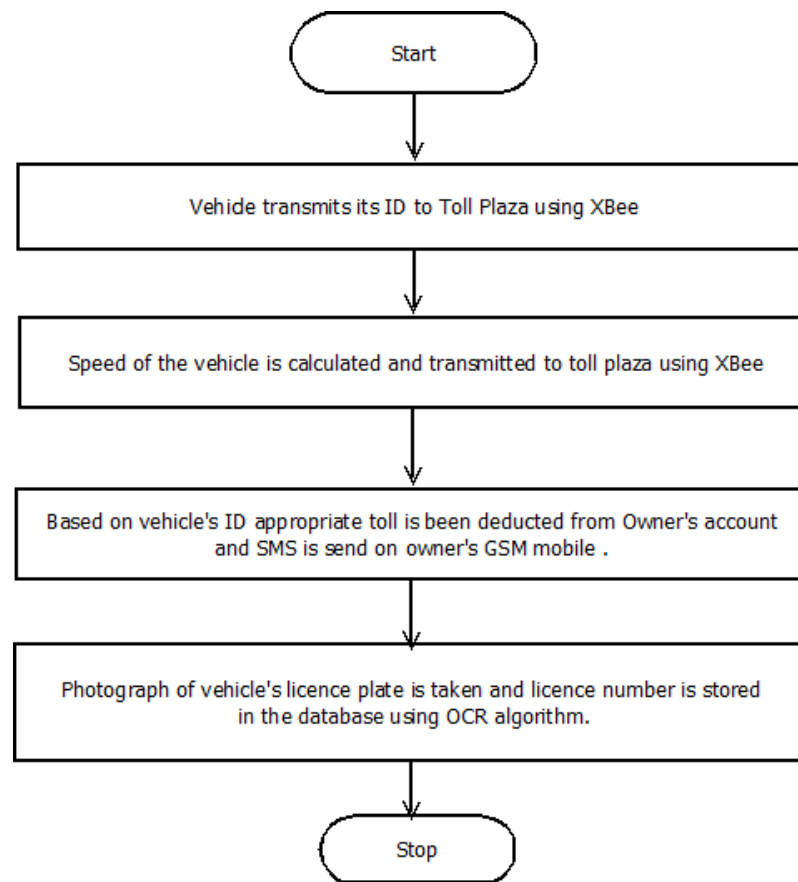 Start
Vehide transmits its ID to Toll Plaza using XBee
Speed of the vehicle is calculated and transmitted to toll plaza using XBee
Based on vehicle's ID appropriate toll is been deducted from Owner's account
and SMS is send on owner's GSM mobile .
Photograph of vehicle's licence plate is taken and licence number is stored
in the database using OCR algorithm.
Stop